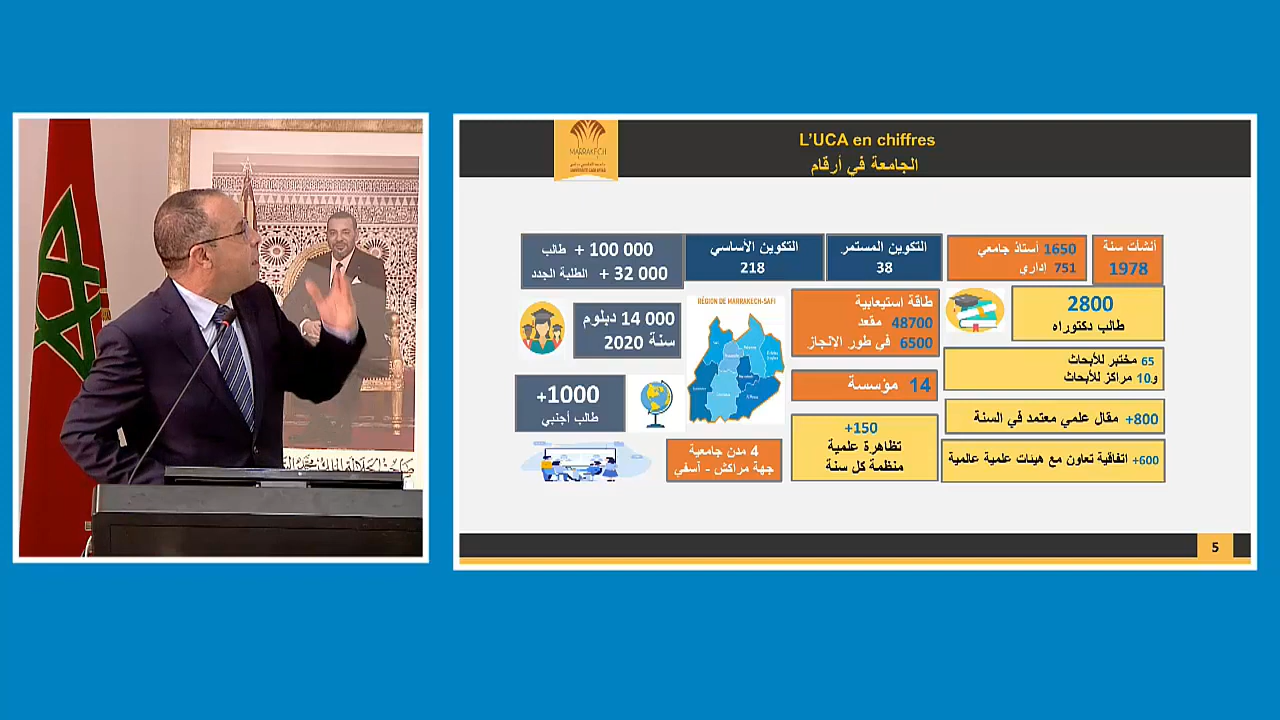 L'UCA en chiffres
الجامعة في أرقام
MARRAKECH
أنشأت سنة
1978
1650 أستاذ جامعي
751 إداري
التكوين المستمر
38
التكوين الأساسي
218
100 000 + طالب
32 000 + الطلبة الجدد
2800
طالب دكتوراه
طاقة استيعابية
48700 مقعد
6500 في طور الانجاز
RÉGION DE MARRAKECH-SAFI
14 000 دبلوم
سنة 2020
65 مختبر للأبحاث
و10 مراكز للأبحاث
14 مؤسسة
+1000
طالب أجنبي
+800 مقال علمي معتمد في السنة
+150
تظاهرة علمية
منظمة كل سنة
4 مدن جامعية
جهة مراكش - أسفي
+600 اتفاقية تعاون مع هيئات علمية عالمية
5